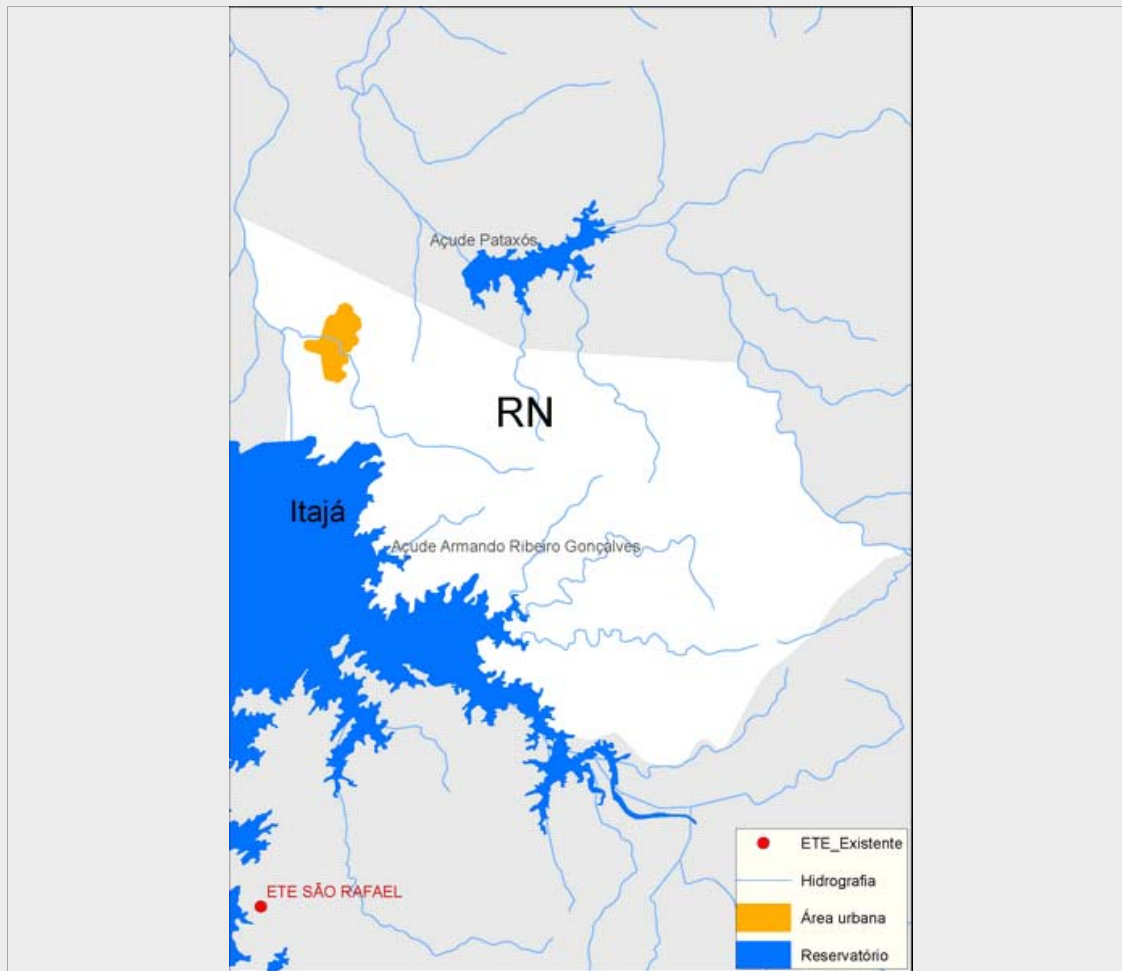 Açude Pataxós
RN
Itajá
Açude Armando Ribeiro Gonçalves
ETE SÃO RAFAEL
ETE_Existente
Hidrografia
Área urbana
Reservatório